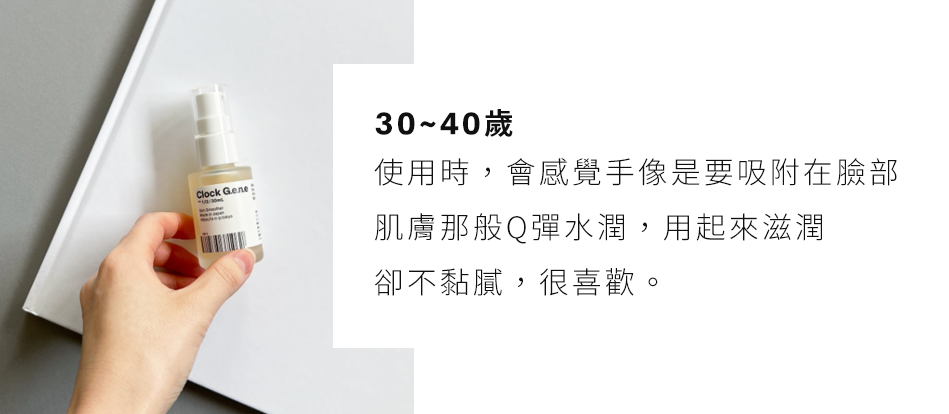 Clock G.e.n.e
30~40歲
使用時，會感覺手像是要吸附在臉部
肌膚那般Q彈水潤，用起來滋潤
卻不黏膩，很喜歡。